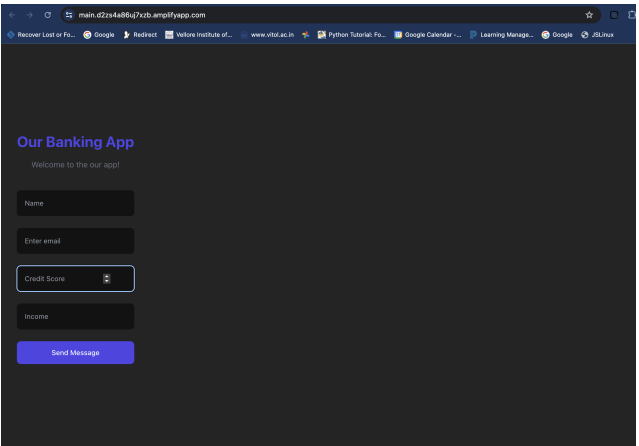 main.d2zs4a86uj7xzb.amplifyapp.com
Recover Lost or Fo... Google Redirect Vellore Institute of... www.vitol.ac.in Python Tutorial: Fo... Google Calendar -... Learning Manage... Google JSLinux
Our Banking App
Welcome to the our app!
Name
Enter email
Credit Score
Income
Send Message